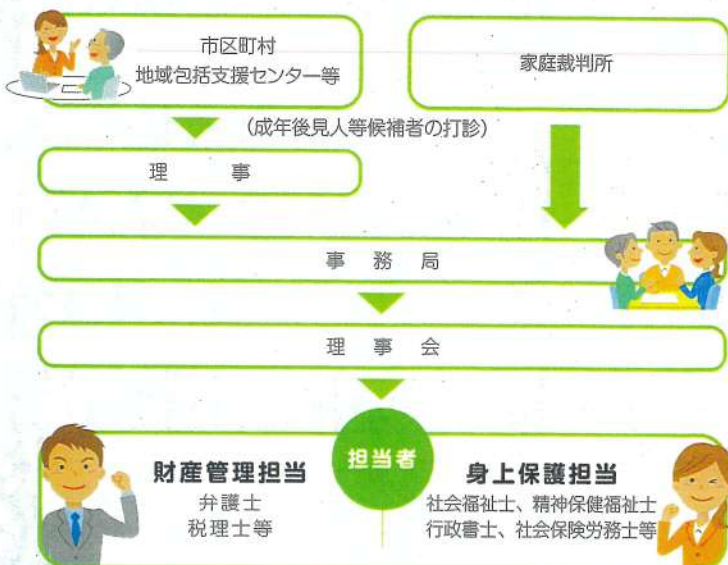 市区町村
地域包括支援センター等
家庭裁判所
(成年後見人等候補者の打診)
理　事
事 務 局
理 事 会
担当者
財産管理担当
弁護士
税理士等
身上保護担当
社会福祉士、精神保健福祉士
行政書士、社会保険労務士等